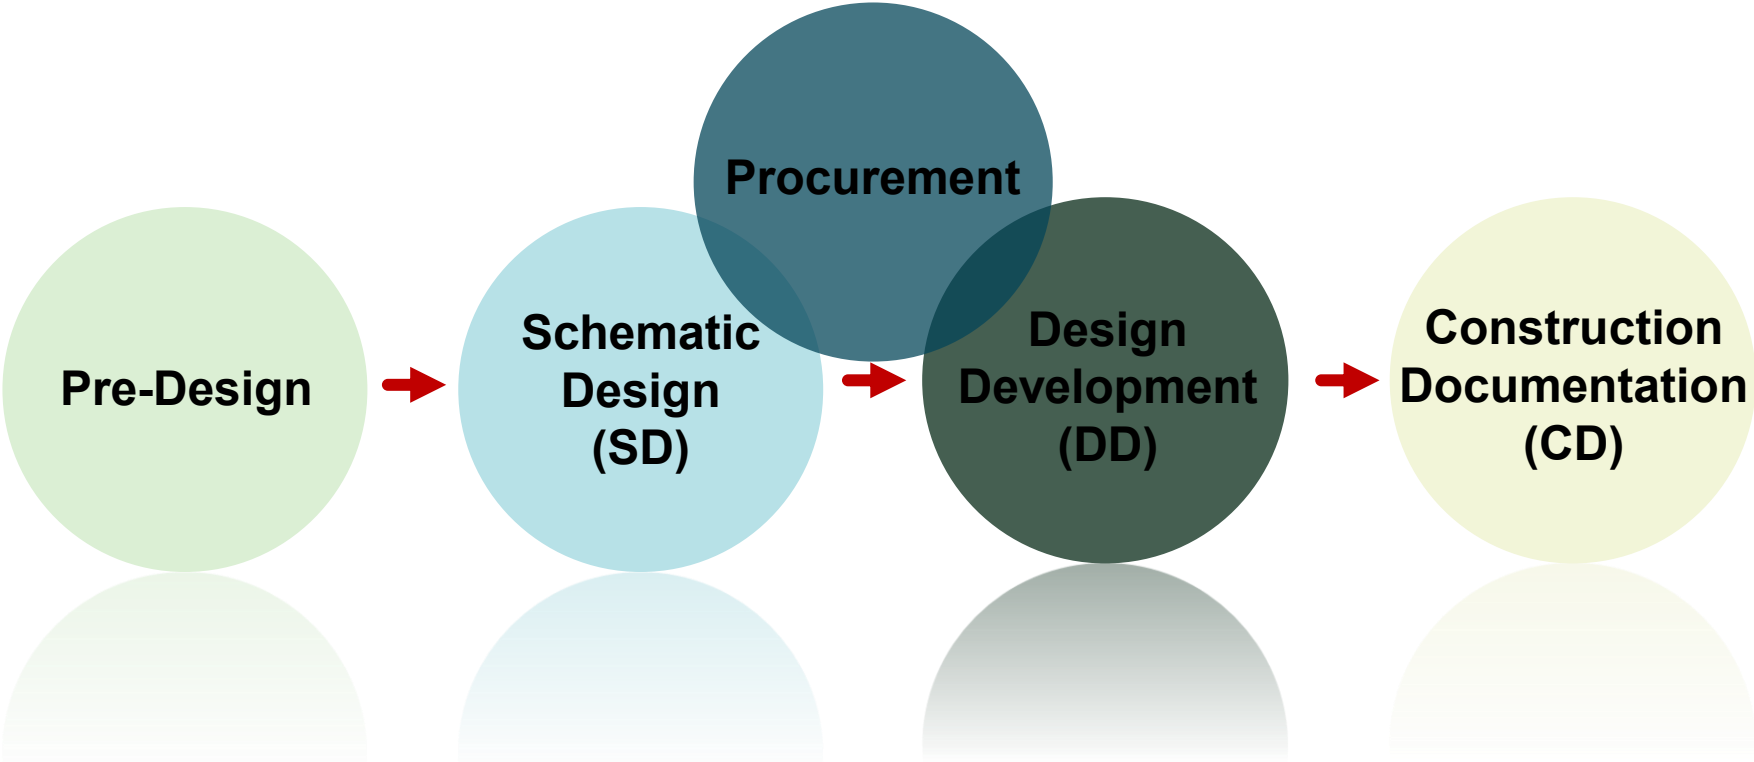 Procurement
Pre-Design
Schematic
Design
(SD)
Design
Development
(DD)
Construction
Documentation
(CD)